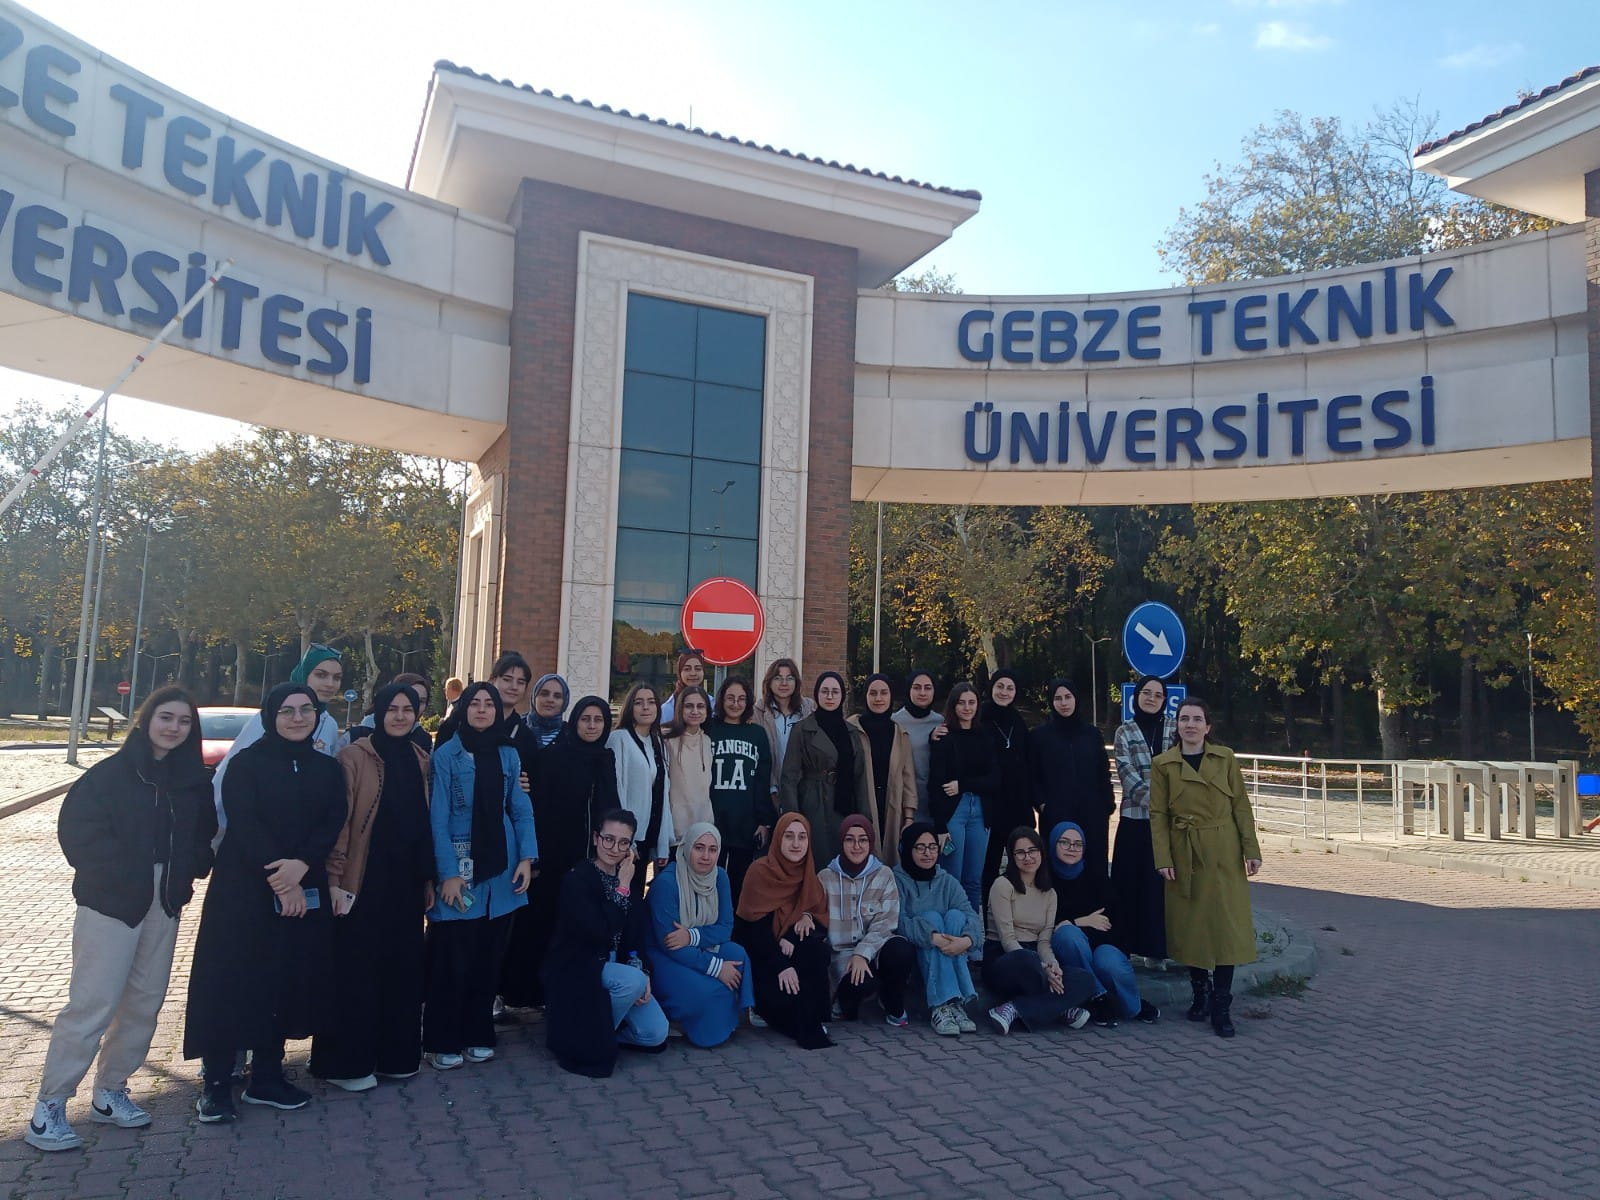 ZE TEKNİK
VERSİTESİ
GEBZE TEKNİK
ÜNİVERSİTESİ
ANGELE
LA